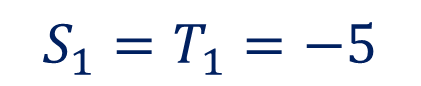 S₁ = T₁ = −5